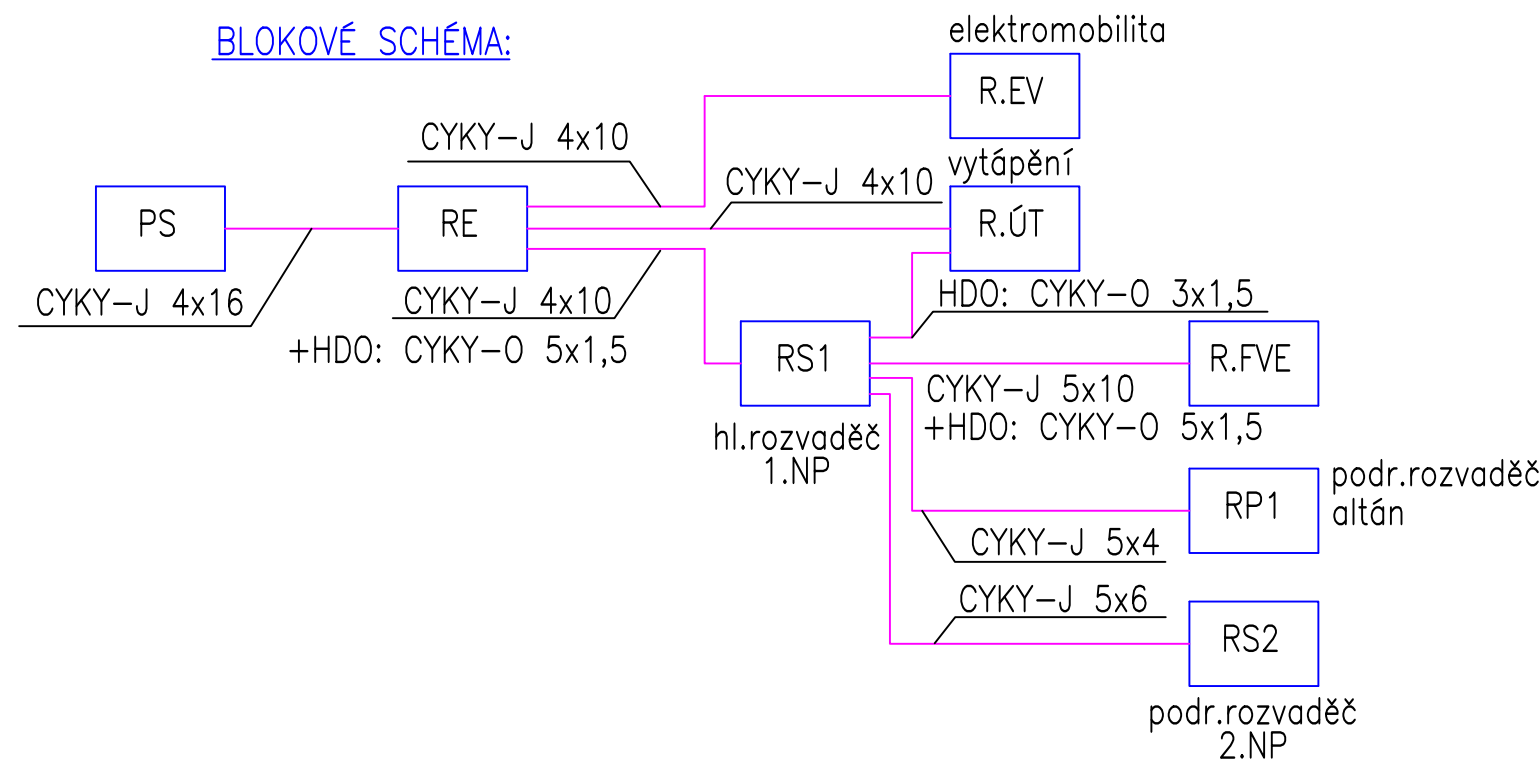 BLOKOVÉ SCHÉMA:
elektromobilita
R.EV
CYKY-J 4x10
vytápění
CYKY-J 4x10
PS
RE
R.ÚT
CYKY-J 4x16
CYKY-J 4x10
HDO: CYKY-O 3x1,5
+HDO: CYKY-O 5x1,5
RS1
R.FVE
CYKY-J 5x10
+HDO: CYKY-O 5x1,5
hl.rozvaděč
1.NP
RP1
podr.rozvaděč
altán
CYKY-J 5x4
CYKY-J 5x6
RS2
podr.rozvaděč
2.NP